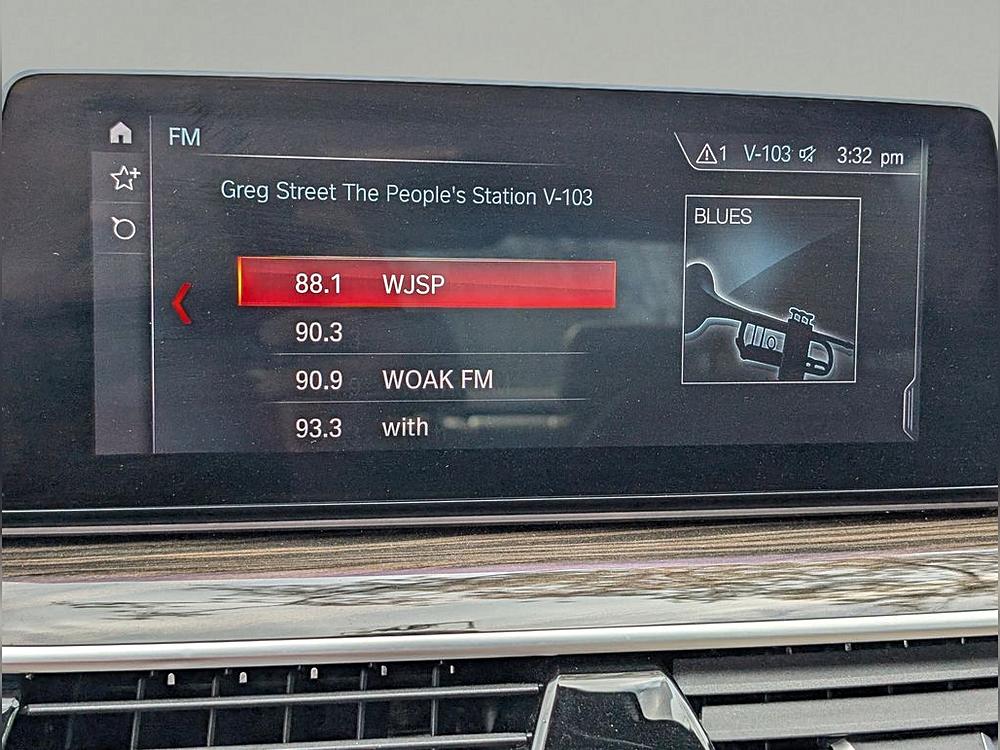 FM
1 V-103 3:32 pm
Greg Street The People's Station V-103
BLUES
88.1 WJSP
90.3
90.9 WOAK FM
93.3 with